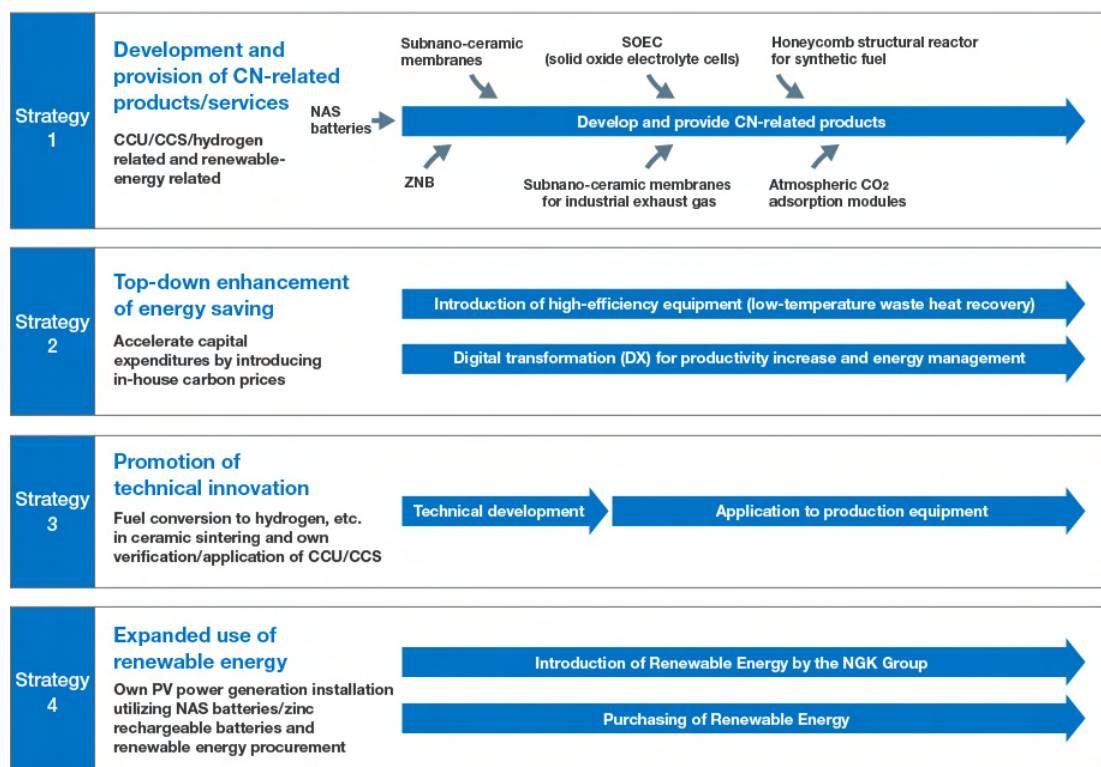 Strategy
1
Development and
provision of CN-related
products/services
CCU/CCS/hydrogen
related and renewable-
energy related
NAS
batteries
Subnano-ceramic
membranes
SOEC
(solid oxide electrolyte cells)
Honeycomb structural reactor
for synthetic fuel
Develop and provide CN-related products
ZNB
Subnano-ceramic membranes
for industrial exhaust gas
Atmospheric CO₂
adsorption modules
Strategy
2
Top-down enhancement
of energy saving
Accelerate capital
expenditures by introducing
in-house carbon prices
Introduction of high-efficiency equipment (low-temperature waste heat recovery)
Digital transformation (DX) for productivity increase and energy management
Strategy
3
Promotion of
technical innovation
Fuel conversion to hydrogen, etc.
in ceramic sintering and own
verification/application of CCU/CCS
Technical development
Application to production equipment
Strategy
4
Expanded use of
renewable energy
Own PV power generation installation
utilizing NAS batteries/zinc
rechargeable batteries and
renewable energy procurement
Introduction of Renewable Energy by the NGK Group
Purchasing of Renewable Energy